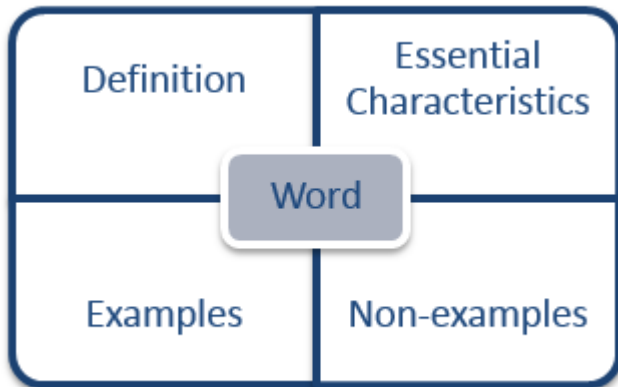 Definition
Essential
Characteristics
Word
Examples
Non-examples